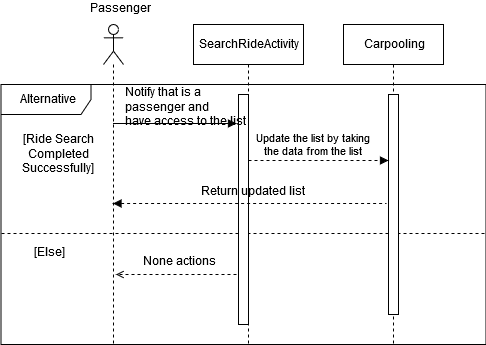 Passenger
SearchRideActivity
Carpooling
Alternative
Notify that is a
passenger and
have access to the list
[Ride Search
Completed
Successfully]
Update the list by taking
the data from the list
Return updated list
[Else]
None actions